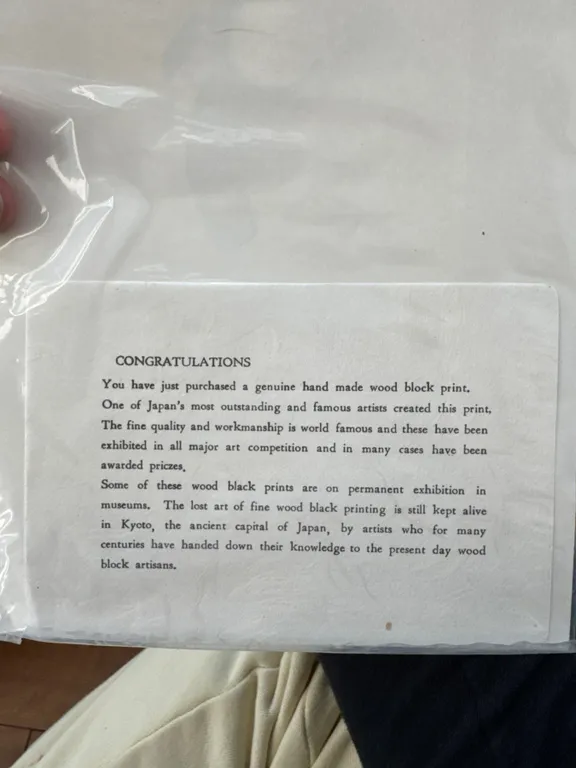 CONGRATULATIONS
You have just purchased a genuine hand made wood block print.
One of Japan's most outstanding and famous artists created this print.
The fine quality and workmanship is world famous and these have been
exhibited in all major art competition and in many cases have been
awarded priczes.
Some of these wood black prints are on permanent exhibition in
museums. The lost art of fine wood black printing is still kept alive
in Kyoto, the ancient capital of Japan, by artists who for many
centuries have handed down their knowledge to the present day wood
block artisans.